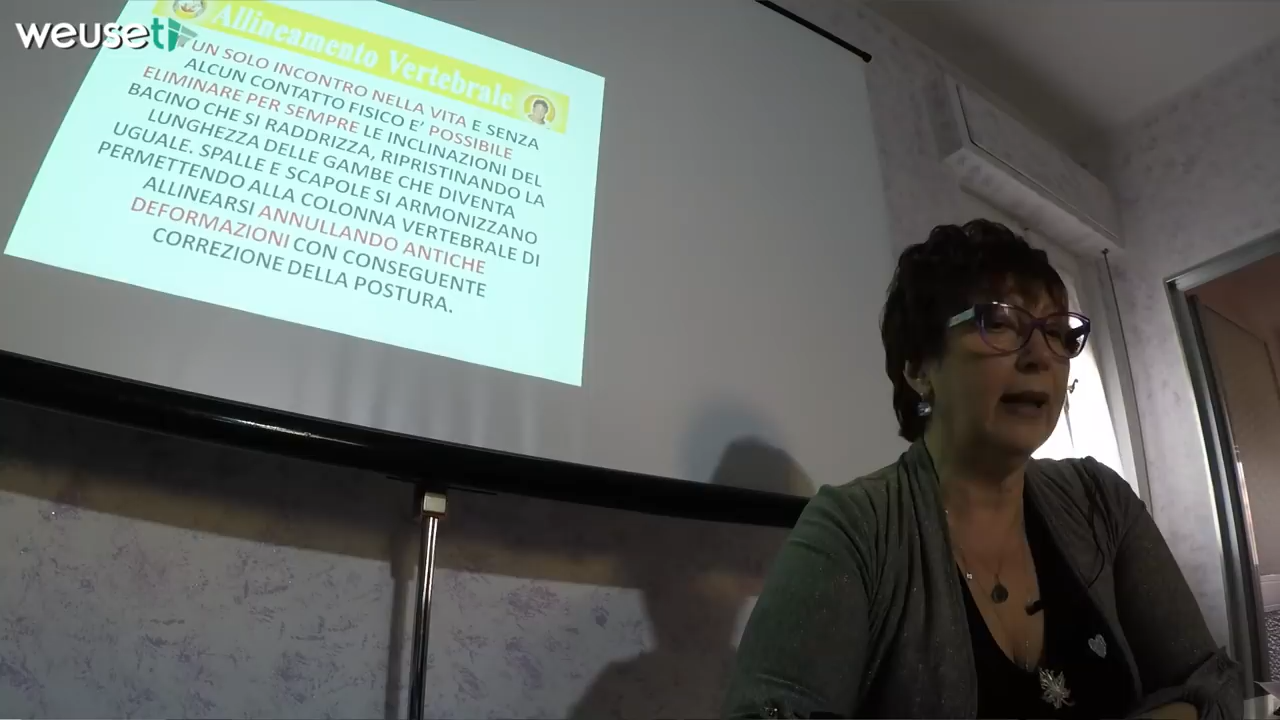 weusetv
Allineamento Vertebrale
UN SOLO INCONTRO NELLA VITA E SENZA
ALCUN CONTATTO FISICO E' POSSIBILE
ELIMINARE PER SEMPRE LE INCLINAZIONI DEL
BACINO CHE SI RADDRIZZA, RIPRISTINANDO LA
LUNGHEZZA DELLE GAMBE CHE DIVENTA
UGUALE. SPALLE E SCAPOLE SI ARMONIZZANO
PERMETTENDO ALLA COLONNA VERTEBRALE DI
ALLINEARSI ANNULLANDO ANTICHE
DEFORMAZIONI CON CONSEGUENTE
CORREZIONE DELLA POSTURA.